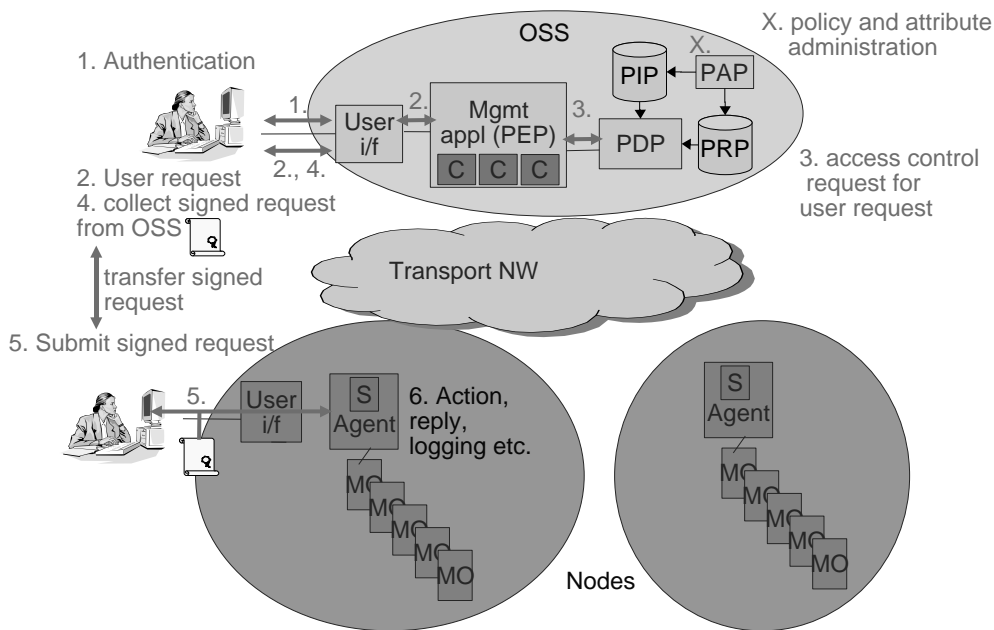 OSS
X. policy and attribute
administration
1. Authentication
X.
PIP
PAP
1.
2.
3.
User
i/f
Mgmt
appl (PEP)
C C C
PDP
PRP
2., 4.
2. User request
4. collect signed request
from OSS
3. access control
request for
user request
transfer signed
request
Transport NW
5. Submit signed request
5.
User
i/f
S
Agent
6. Action,
reply,
logging etc.
MO
MO
MO
MO
MO
S
Agent
MO
MO
MO
MO
MO
Nodes